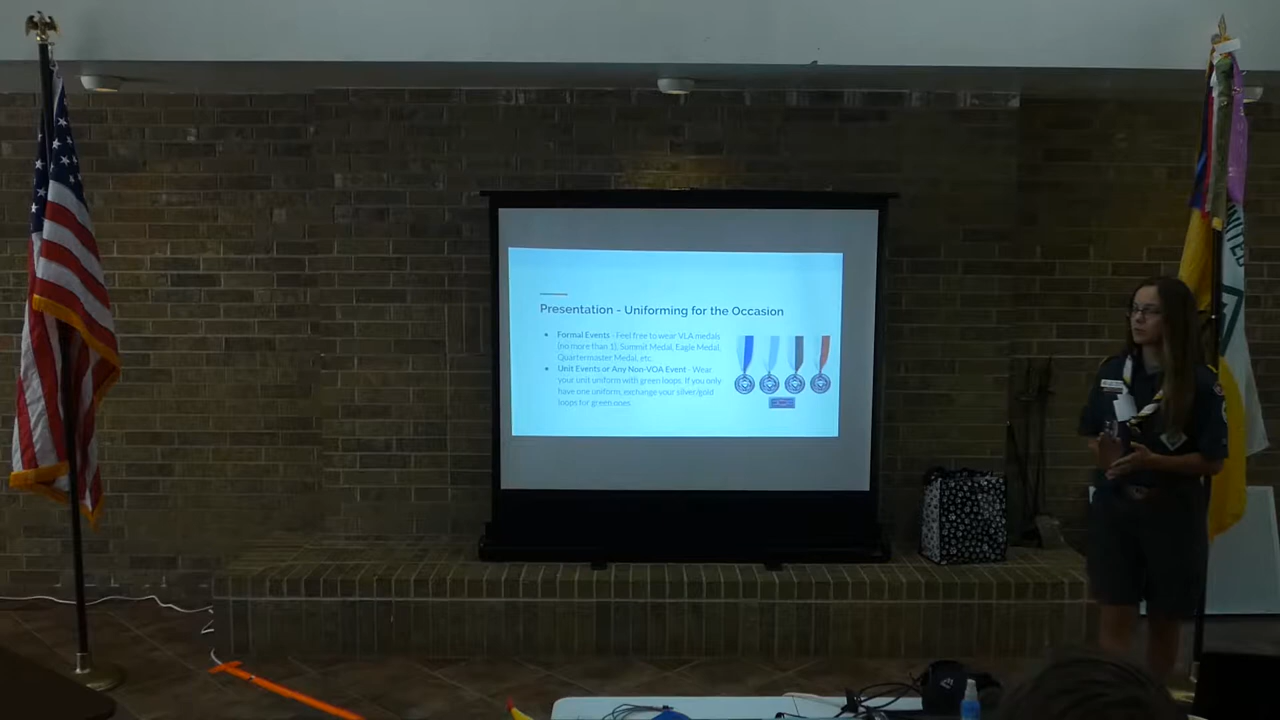 Presentation - Uniforming for the Occasion
● Formal Events - Feel free to wear VLA medals
(no more than 1), Summit Medal, Eagle Medal,
Quartermaster Medal, etc.
● Unit Events or Any Non-VOA Event - Wear
your unit uniform with green loops. If you only
have one uniform, exchange your silver/gold
loops for green ones.
NITED